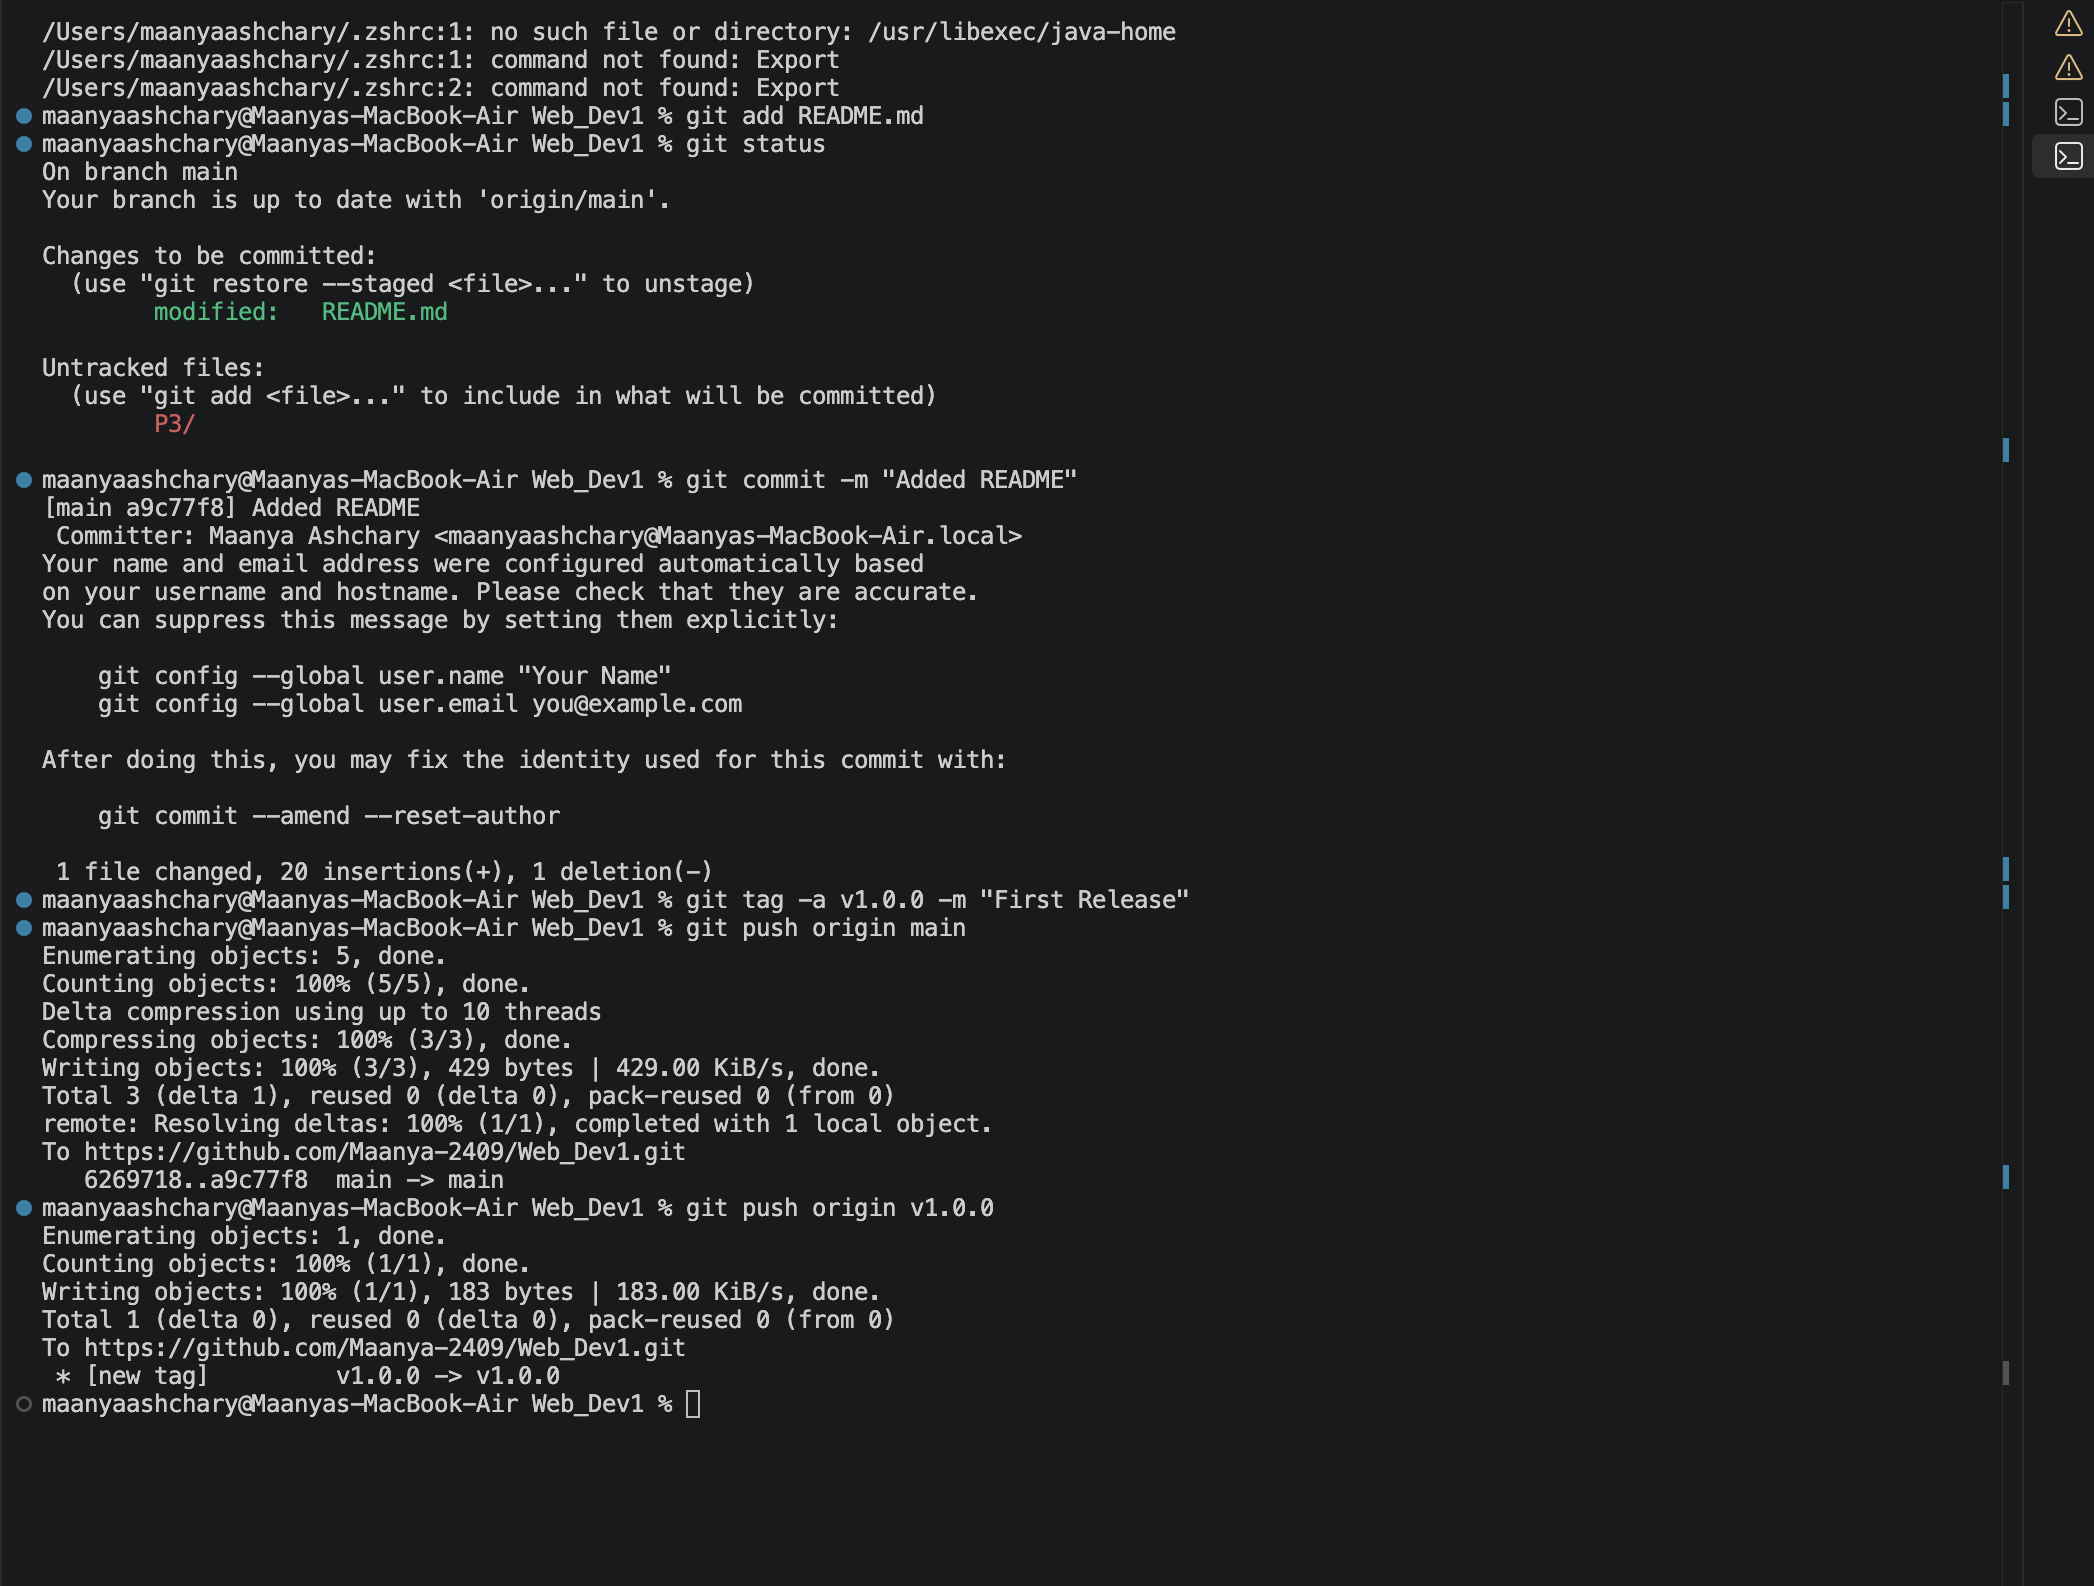 /Users/maanyaashchary/.zshrc:1: no such file or directory: /usr/libexec/java-home
/Users/maanyaashchary/.zshrc:1: command not found: Export
/Users/maanyaashchary/.zshrc:2: command not found: Export
maanyaashchary@Maanyas-MacBook-Air Web_Dev1 % git add README.md
maanyaashchary@Maanyas-MacBook-Air Web_Dev1 % git status
On branch main
Your branch is up to date with 'origin/main'.

Changes to be committed:
  (use "git restore --staged <file>..." to unstage)
        modified:   README.md

Untracked files:
  (use "git add <file>..." to include in what will be committed)
        P3/

maanyaashchary@Maanyas-MacBook-Air Web_Dev1 % git commit -m "Added README"
[main a9c77f8] Added README
 Committer: Maanya Ashchary <maanyaashchary@Maanyas-MacBook-Air.local>
Your name and email address were configured automatically based
on your username and hostname. Please check that they are accurate.
You can suppress this message by setting them explicitly:

    git config --global user.name "Your Name"
    git config --global user.email you@example.com

After doing this, you may fix the identity used for this commit with:

    git commit --amend --reset-author

 1 file changed, 20 insertions(+), 1 deletion(-)
maanyaashchary@Maanyas-MacBook-Air Web_Dev1 % git tag -a v1.0.0 -m "First Release"
maanyaashchary@Maanyas-MacBook-Air Web_Dev1 % git push origin main
Enumerating objects: 5, done.
Counting objects: 100% (5/5), done.
Delta compression using up to 10 threads
Compressing objects: 100% (3/3), done.
Writing objects: 100% (3/3), 429 bytes | 429.00 KiB/s, done.
Total 3 (delta 1), reused 0 (delta 0), pack-reused 0 (from 0)
remote: Resolving deltas: 100% (1/1), completed with 1 local object.
To https://github.com/Maanya-2409/Web_Dev1.git
   6269718..a9c77f8  main -> main
maanyaashchary@Maanyas-MacBook-Air Web_Dev1 % git push origin v1.0.0
Enumerating objects: 1, done.
Counting objects: 100% (1/1), done.
Writing objects: 100% (1/1), 183 bytes | 183.00 KiB/s, done.
Total 1 (delta 0), reused 0 (delta 0), pack-reused 0 (from 0)
To https://github.com/Maanya-2409/Web_Dev1.git
 * [new tag]         v1.0.0 -> v1.0.0
maanyaashchary@Maanyas-MacBook-Air Web_Dev1 %